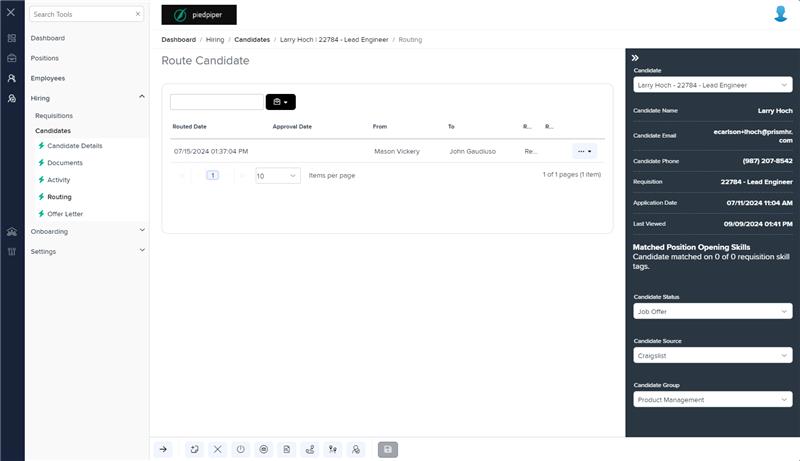 Search Tools
Dashboard
Positions
Employees
Hiring
Requisitions
Candidates
Candidate Details
Documents
Activity
Routing
Offer Letter
Onboarding
Settings
piedpiper
Dashboard / Hiring / Candidates / Larry Hoch | 22784 - Lead Engineer / Routing
Route Candidate
Routed Date Approval Date From To R... R...
07/15/2024 01:37:04 PM Mason Vickery John Gaudiuso Re:...
1 10 Items per page 1 of 1 pages (1 item)
Candidate
Larry Hoch - 22784 - Lead Engineer
Candidate Name Larry Hoch
Candidate Email ecarlson+lhoch@prismhr.
com
Candidate Phone (987) 207-8542
Requisition 22784 - Lead Engineer
Application Date 07/11/2024 11:04 AM
Last Viewed 09/09/2024 01:41 PM
Matched Position Opening Skills
Candidate matched on 0 of 0 requisition skill
tags.
Candidate Status
Job Offer
Candidate Source
Craigslist
Candidate Group
Product Management